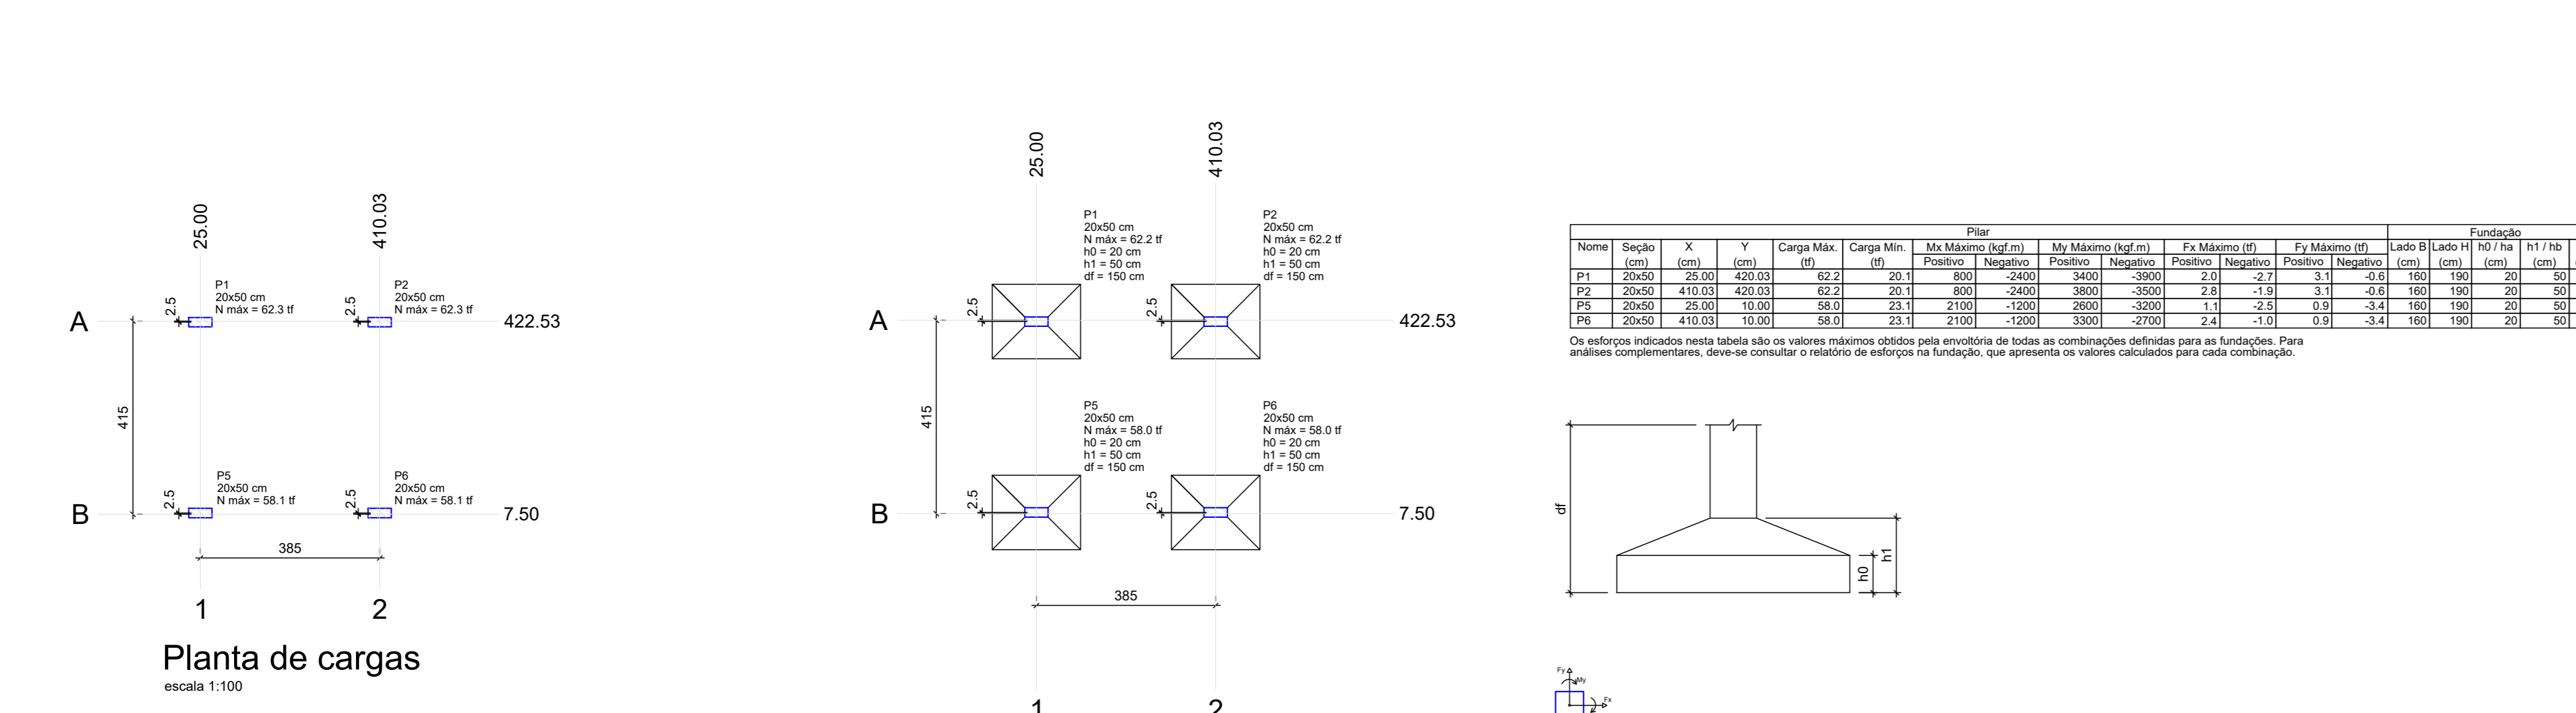 25.00
410.03
P1
20x50 cm
N máx = 62.3 tf
P2
20x50 cm
N máx = 62.3 tf
2.5
2.5
A
422.53
415
P5
20x50 cm
N máx = 58.1 tf
P6
20x50 cm
N máx = 58.1 tf
2.5
2.5
B
7.50
385
1
2
Planta de cargas
escala 1:100
25.00
410.03
P1
20x50 cm
N máx = 62.2 tf
h0 = 20 cm
h1 = 50 cm
df = 150 cm
P2
20x50 cm
N máx = 62.2 tf
h0 = 20 cm
h1 = 50 cm
df = 150 cm
2.5
2.5
A
422.53
415
P5
20x50 cm
N máx = 58.0 tf
h0 = 20 cm
h1 = 50 cm
df = 150 cm
P6
20x50 cm
N máx = 58.0 tf
h0 = 20 cm
h1 = 50 cm
df = 150 cm
2.5
2.5
B
7.50
385
1
2
Pilar Fundação
Nome Seção X Y Carga Máx. Carga Mín. Mx Máximo (kgf.m) My Máximo (kgf.m) Fx Máximo (tf) Fy Máximo (tf) Lado B Lado H h0 / ha h1 / hb
(cm) (cm) (cm) (tf) (tf) Positivo Negativo Positivo Negativo Positivo Negativo Positivo Negativo (cm) (cm) (cm) (cm)
P1 20x50 25.00 420.03 62.2 20.1 800 -2400 3400 -3900 2.0 -2.7 3.1 -0.6 160 190 20 50
P2 20x50 410.03 420.03 62.2 20.1 800 -2400 3800 -3500 2.8 -1.9 3.1 -0.6 160 190 20 50
P5 20x50 25.00 10.00 58.0 23.1 2100 -1200 2600 -3200 1.1 -2.5 0.9 -3.4 160 190 20 50
P6 20x50 410.03 10.00 58.0 23.1 2100 -1200 3300 -2700 2.4 -1.0 0.9 -3.4 160 190 20 50
Os esforços indicados nesta tabela são os valores máximos obtidos pela envoltória de todas as combinações definidas para as fundações. Para
análises complementares, deve-se consultar o relatório de esforços na fundação, que apresenta os valores calculados para cada combinação.
df
h0
h1
Fy
My
Fx